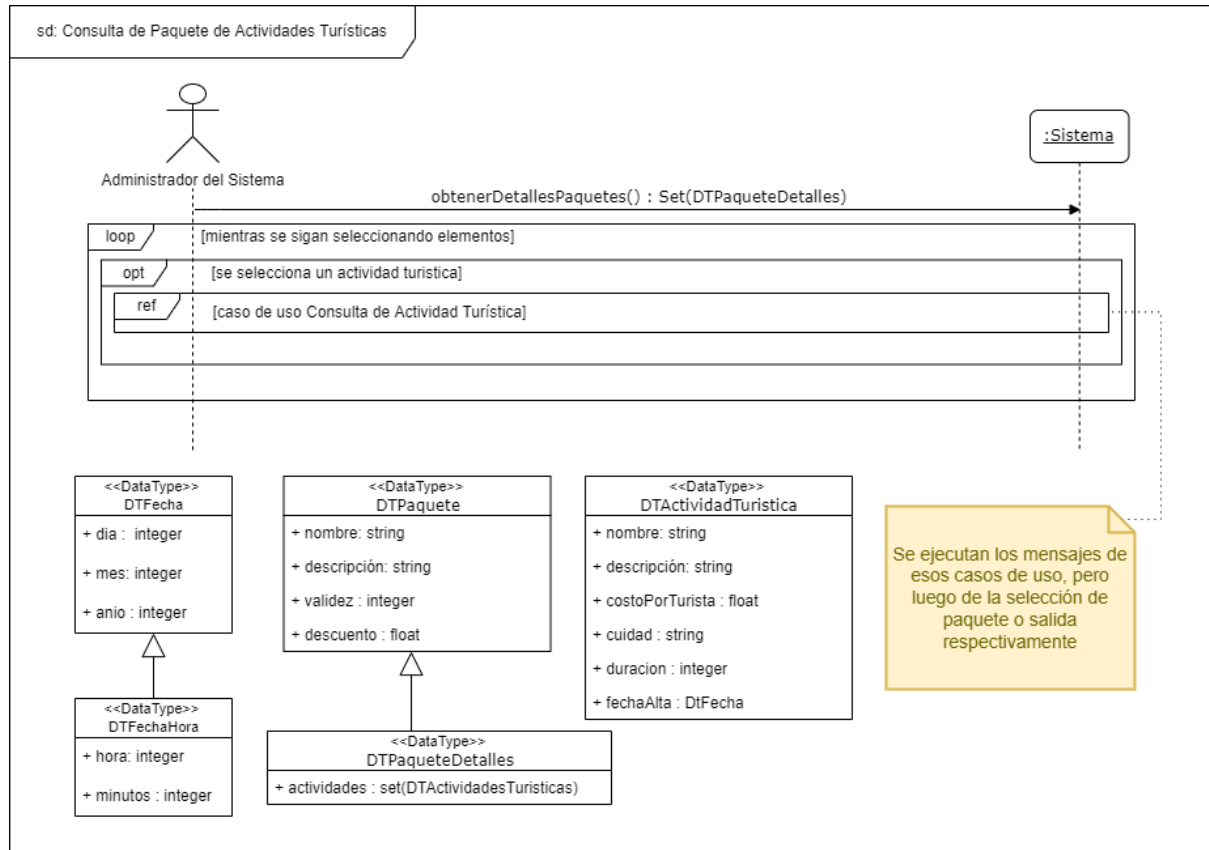 sd: Consulta de Paquete de Actividades Turísticas
Administrador del Sistema
:Sistema
obtenerDetallesPaquetes() : Set(DTPaqueteDetalles)
loop
[mientras se sigan seleccionando elementos]
opt
[se selecciona un actividad turistica]
ref
[caso de uso Consulta de Actividad Turística]
<<DataType>>
DTFecha
+ dia : integer
+ mes: integer
+ anio : integer
<<DataType>>
DTFechaHora
+ hora: integer
+ minutos : integer
<<DataType>>
DTPaquete
+ nombre: string
+ descripción: string
+ validez : integer
+ descuento : float
<<DataType>>
DTPaqueteDetalles
+ actividades : set(DTActividadesTuristicas)
<<DataType>>
DTActividadTuristica
+ nombre: string
+ descripción: string
+ costoPorTurista : float
+ cuidad : string
+ duracion : integer
+ fechaAlta : DtFecha
Se ejecutan los mensajes de
esos casos de uso, pero
luego de la selección de
paquete o salida
respectivamente